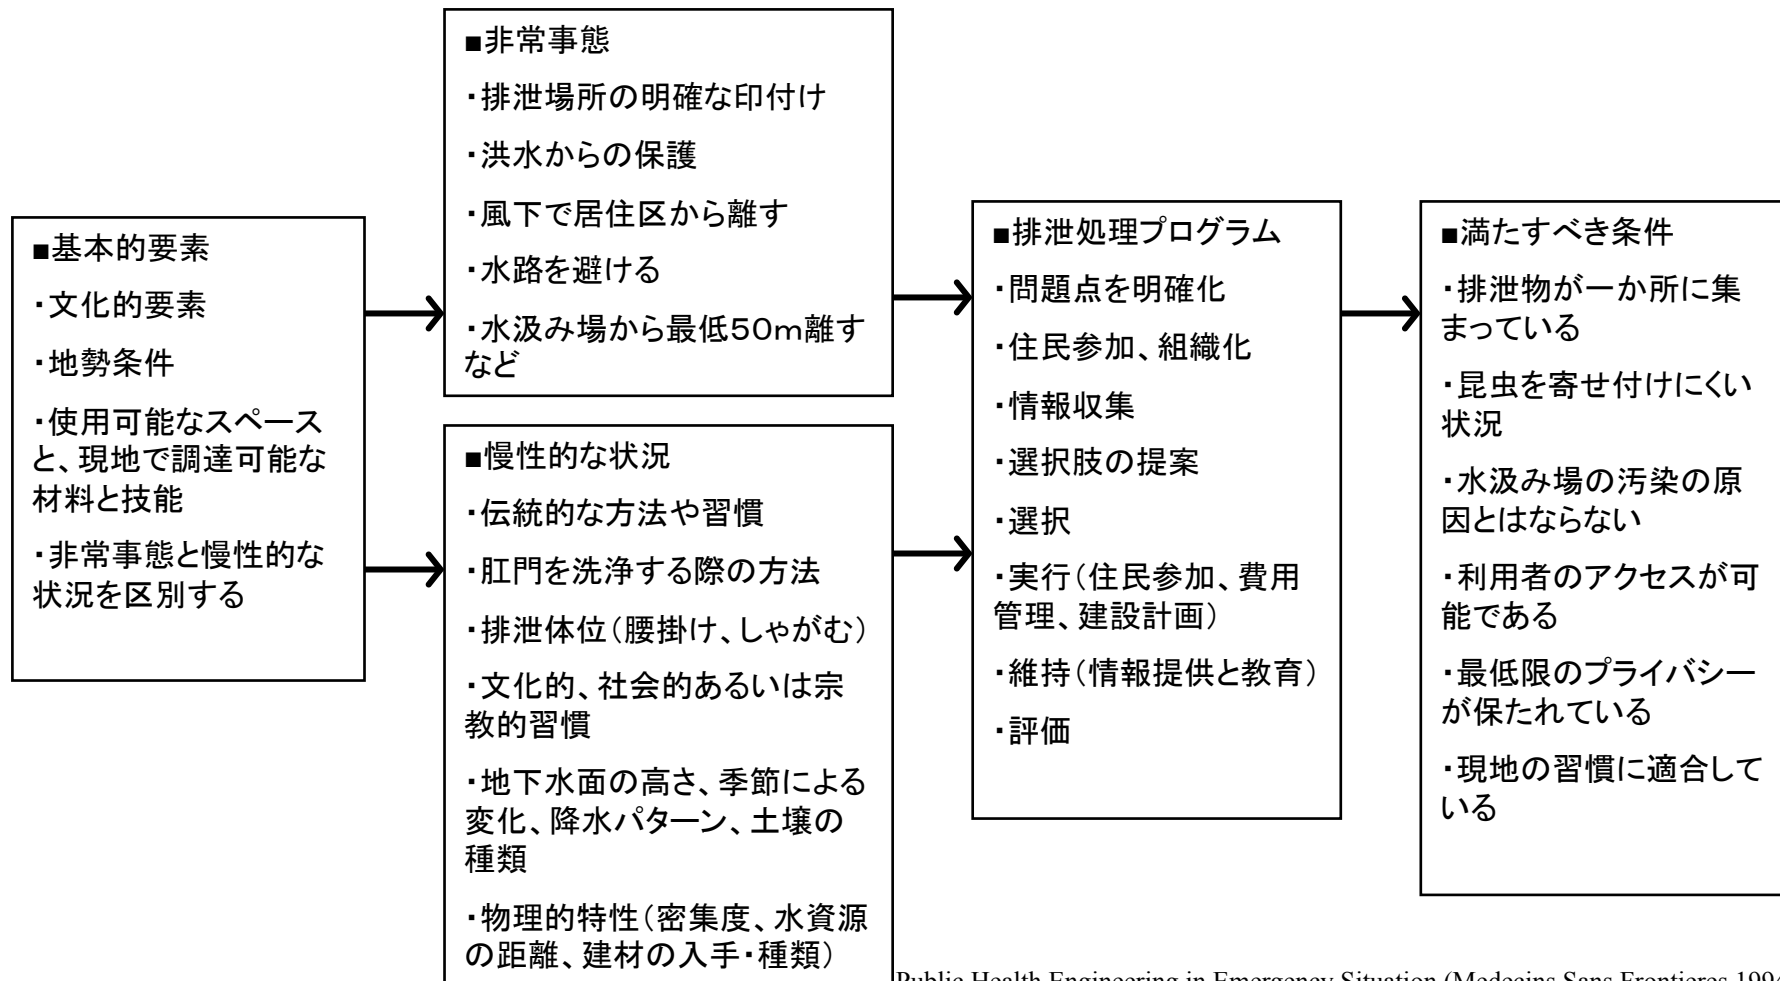 ■基本的要素
・文化的要素
・地勢条件
・使用可能なスペース
と、現地で調達可能な
材料と技能
・非常事態と慢性的な
状況を区別する
■非常事態
・排泄場所の明確な印付け
・洪水からの保護
・風下で居住区から離す
・水路を避ける
・水汲み場から最低50m離す
など
■慢性的な状況
・伝統的な方法や習慣
・肛門を洗浄する際の方法
・排泄体位(腰掛け、しゃがむ)
・文化的、社会的あるいは宗
教的習慣
・地下水面の高さ、季節による
変化、降水パターン、土壌の
種類
・物理的特性(密集度、水資源
の距離、建材の入手・種類)
■排泄処理プログラム
・問題点を明確化
・住民参加、組織化
・情報収集
・選択肢の提案
・選択
・実行(住民参加、費用
管理、建設計画)
・維持(情報提供と教育)
・評価
■満たすべき条件
・排泄物が一か所に集
まっている
・昆虫を寄せ付けにくい
状況
・水汲み場の汚染の原
因とはならない
・利用者のアクセスが可
能である
・最低限のプライバシー
が保たれている
・現地の習慣に適合して
いる
Public Health Engineering in Emergency Situation (Medecins Sans Frontieres 1994